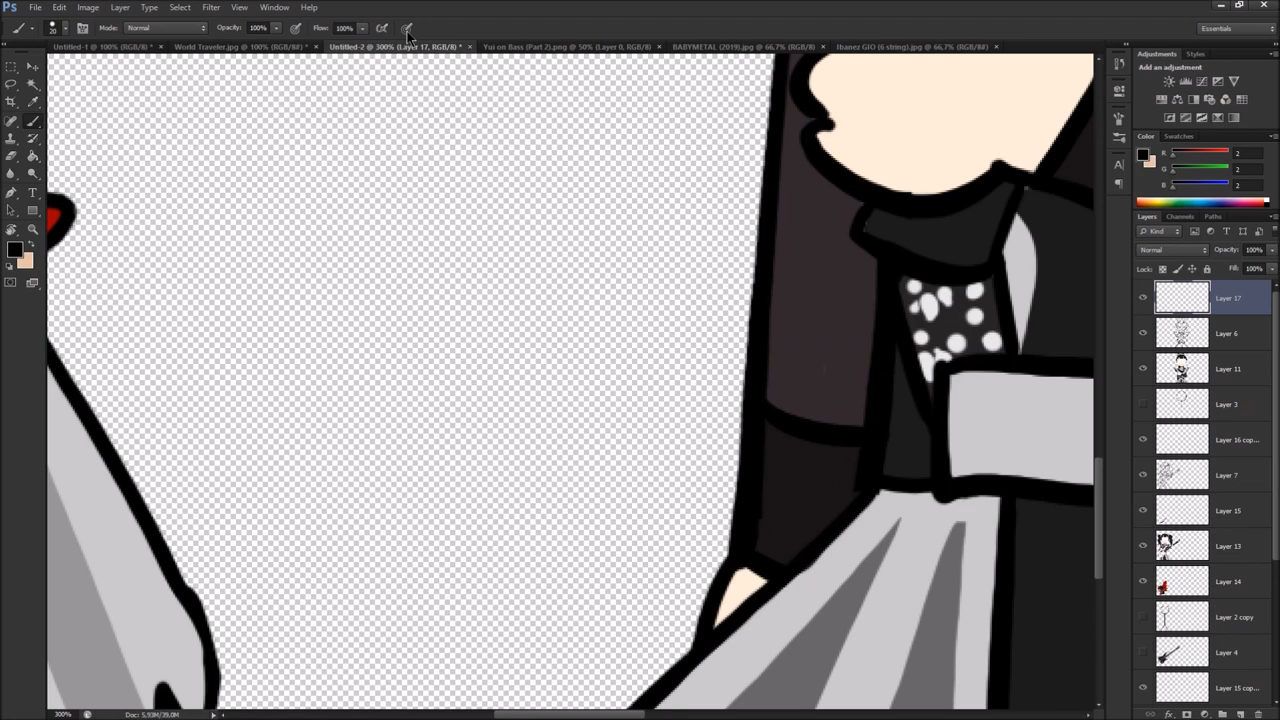 Ps File Edit Image Layer Type Select Filter View Window Help
20 Mode: Normal Opacity: 100% Flow: 100% Essentials
Untitled-1 @ 100% (RGB/8) * × World Traveler.jpg @ 100% (RGB/8#) * × Untitled-2 @ 300% (Layer 17, RGB/8) * × Yui on Bass (Part 2).png @ 50% (Layer 0, RGB/8) × BABYMETAL (2019).jpg @ 66,7% (RGB/8) × Ibanez GIO (6 string).jpg @ 66,7% (RGB/8#) ×
Adjustments Styles
Add an adjustment
Color Swatches
R 2
G 2
B 2
Layers Channels Paths
Kind
Normal Opacity: 100%
Lock: Fill: 100%
Layer 17
Layer 6
Layer 11
Layer 3
Layer 16 cop...
Layer 7
Layer 15
Layer 13
Layer 14
Layer 2 copy
Layer 4
Layer 15 cop...
300% Doc: 5,93M/39,0M